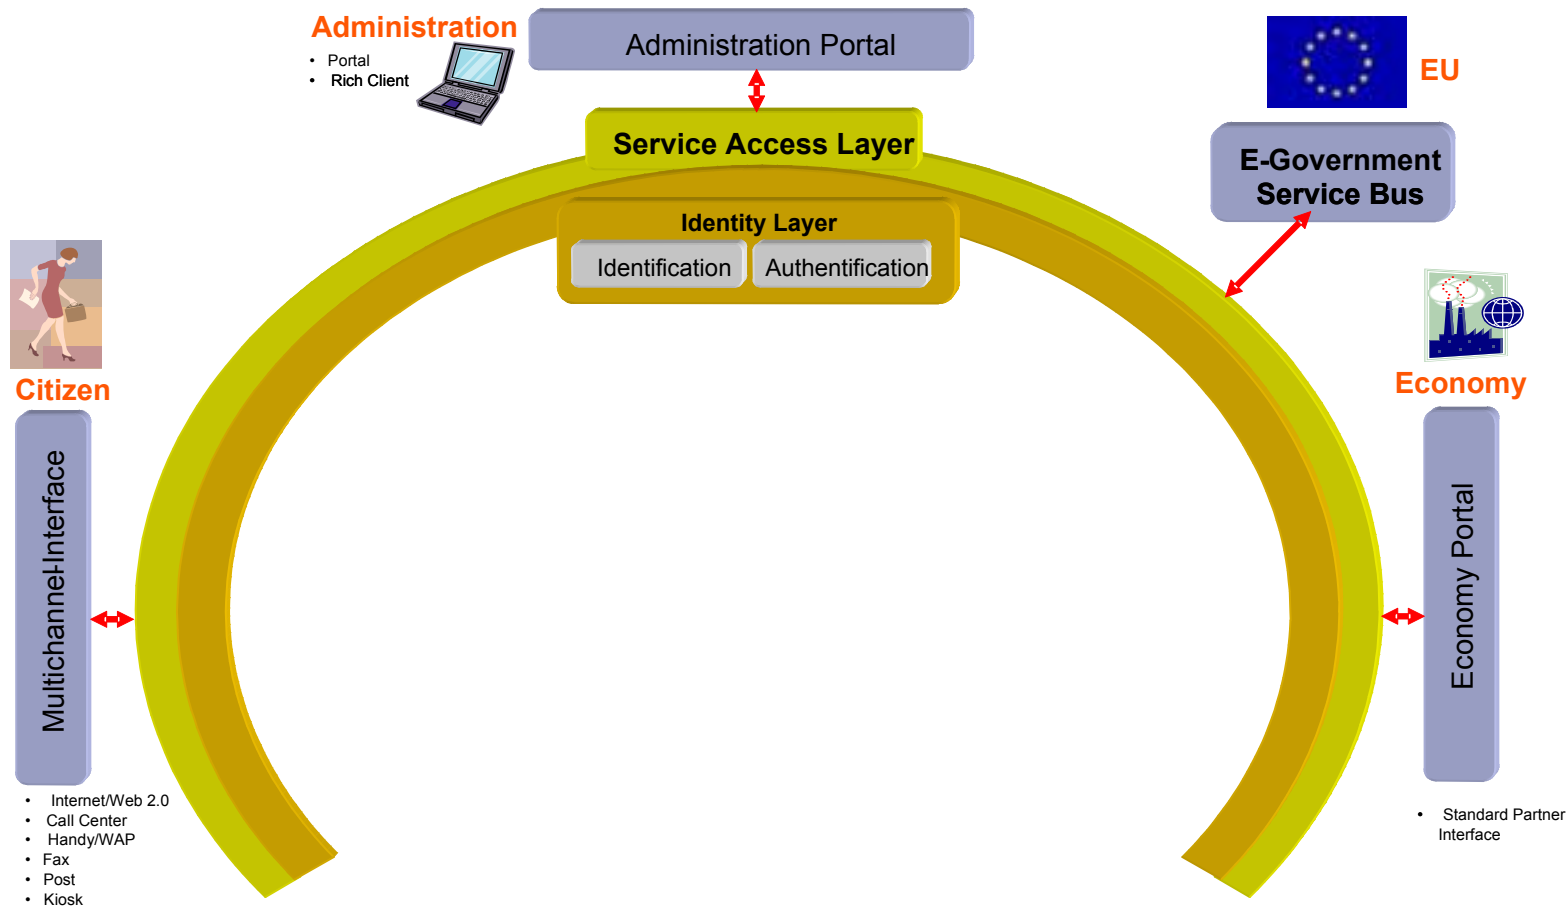 Administration
• Portal
• Rich Client
Administration Portal
EU
Service Access Layer
E-Government
Service Bus
Identity Layer
Identification
Authentification
Citizen
Multichannel-Interface
• Internet/Web 2.0
• Call Center
• Handy/WAP
• Fax
• Post
• Kiosk
Economy
Economy Portal
• Standard Partner
Interface